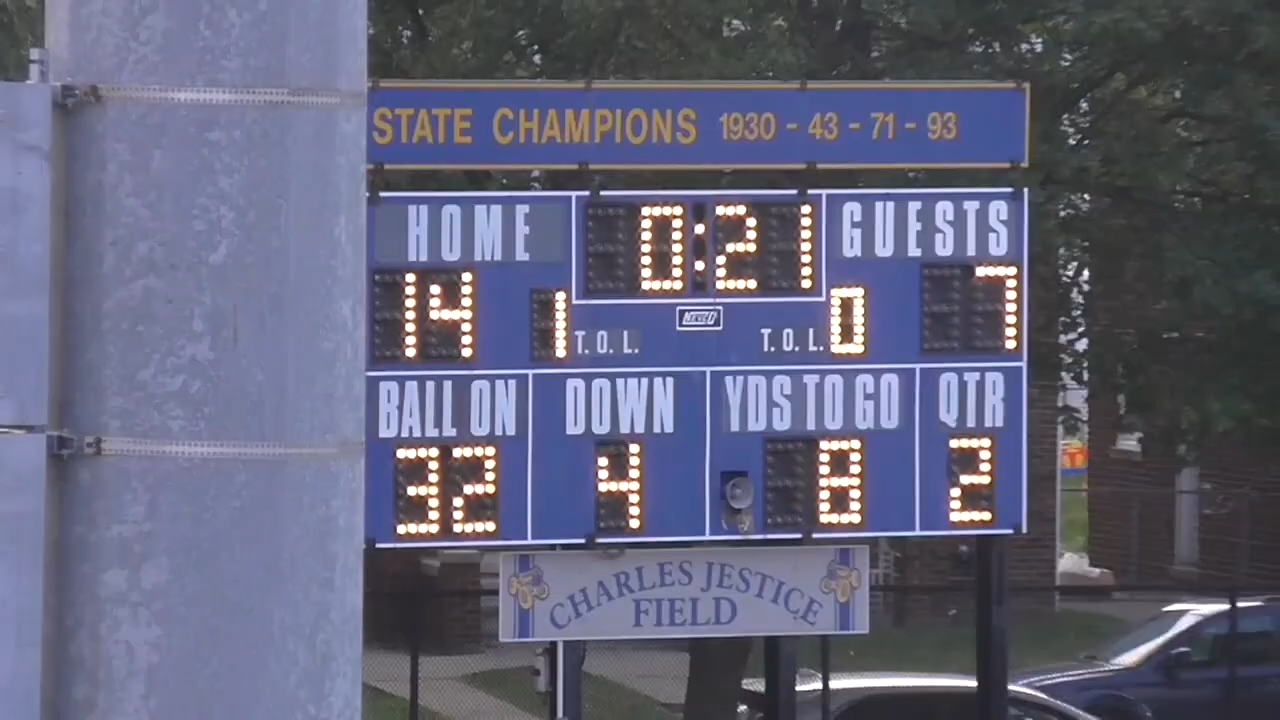 STATE CHAMPIONS 1930 - 43 - 71 - 93
HOME 0:21 GUESTS
14 1 T.O.L. T.O.L. 0 7
NEVCO
BALL ON DOWN YDS TO GO QTR
32 4 8 2
CHARLES JESTICE
FIELD